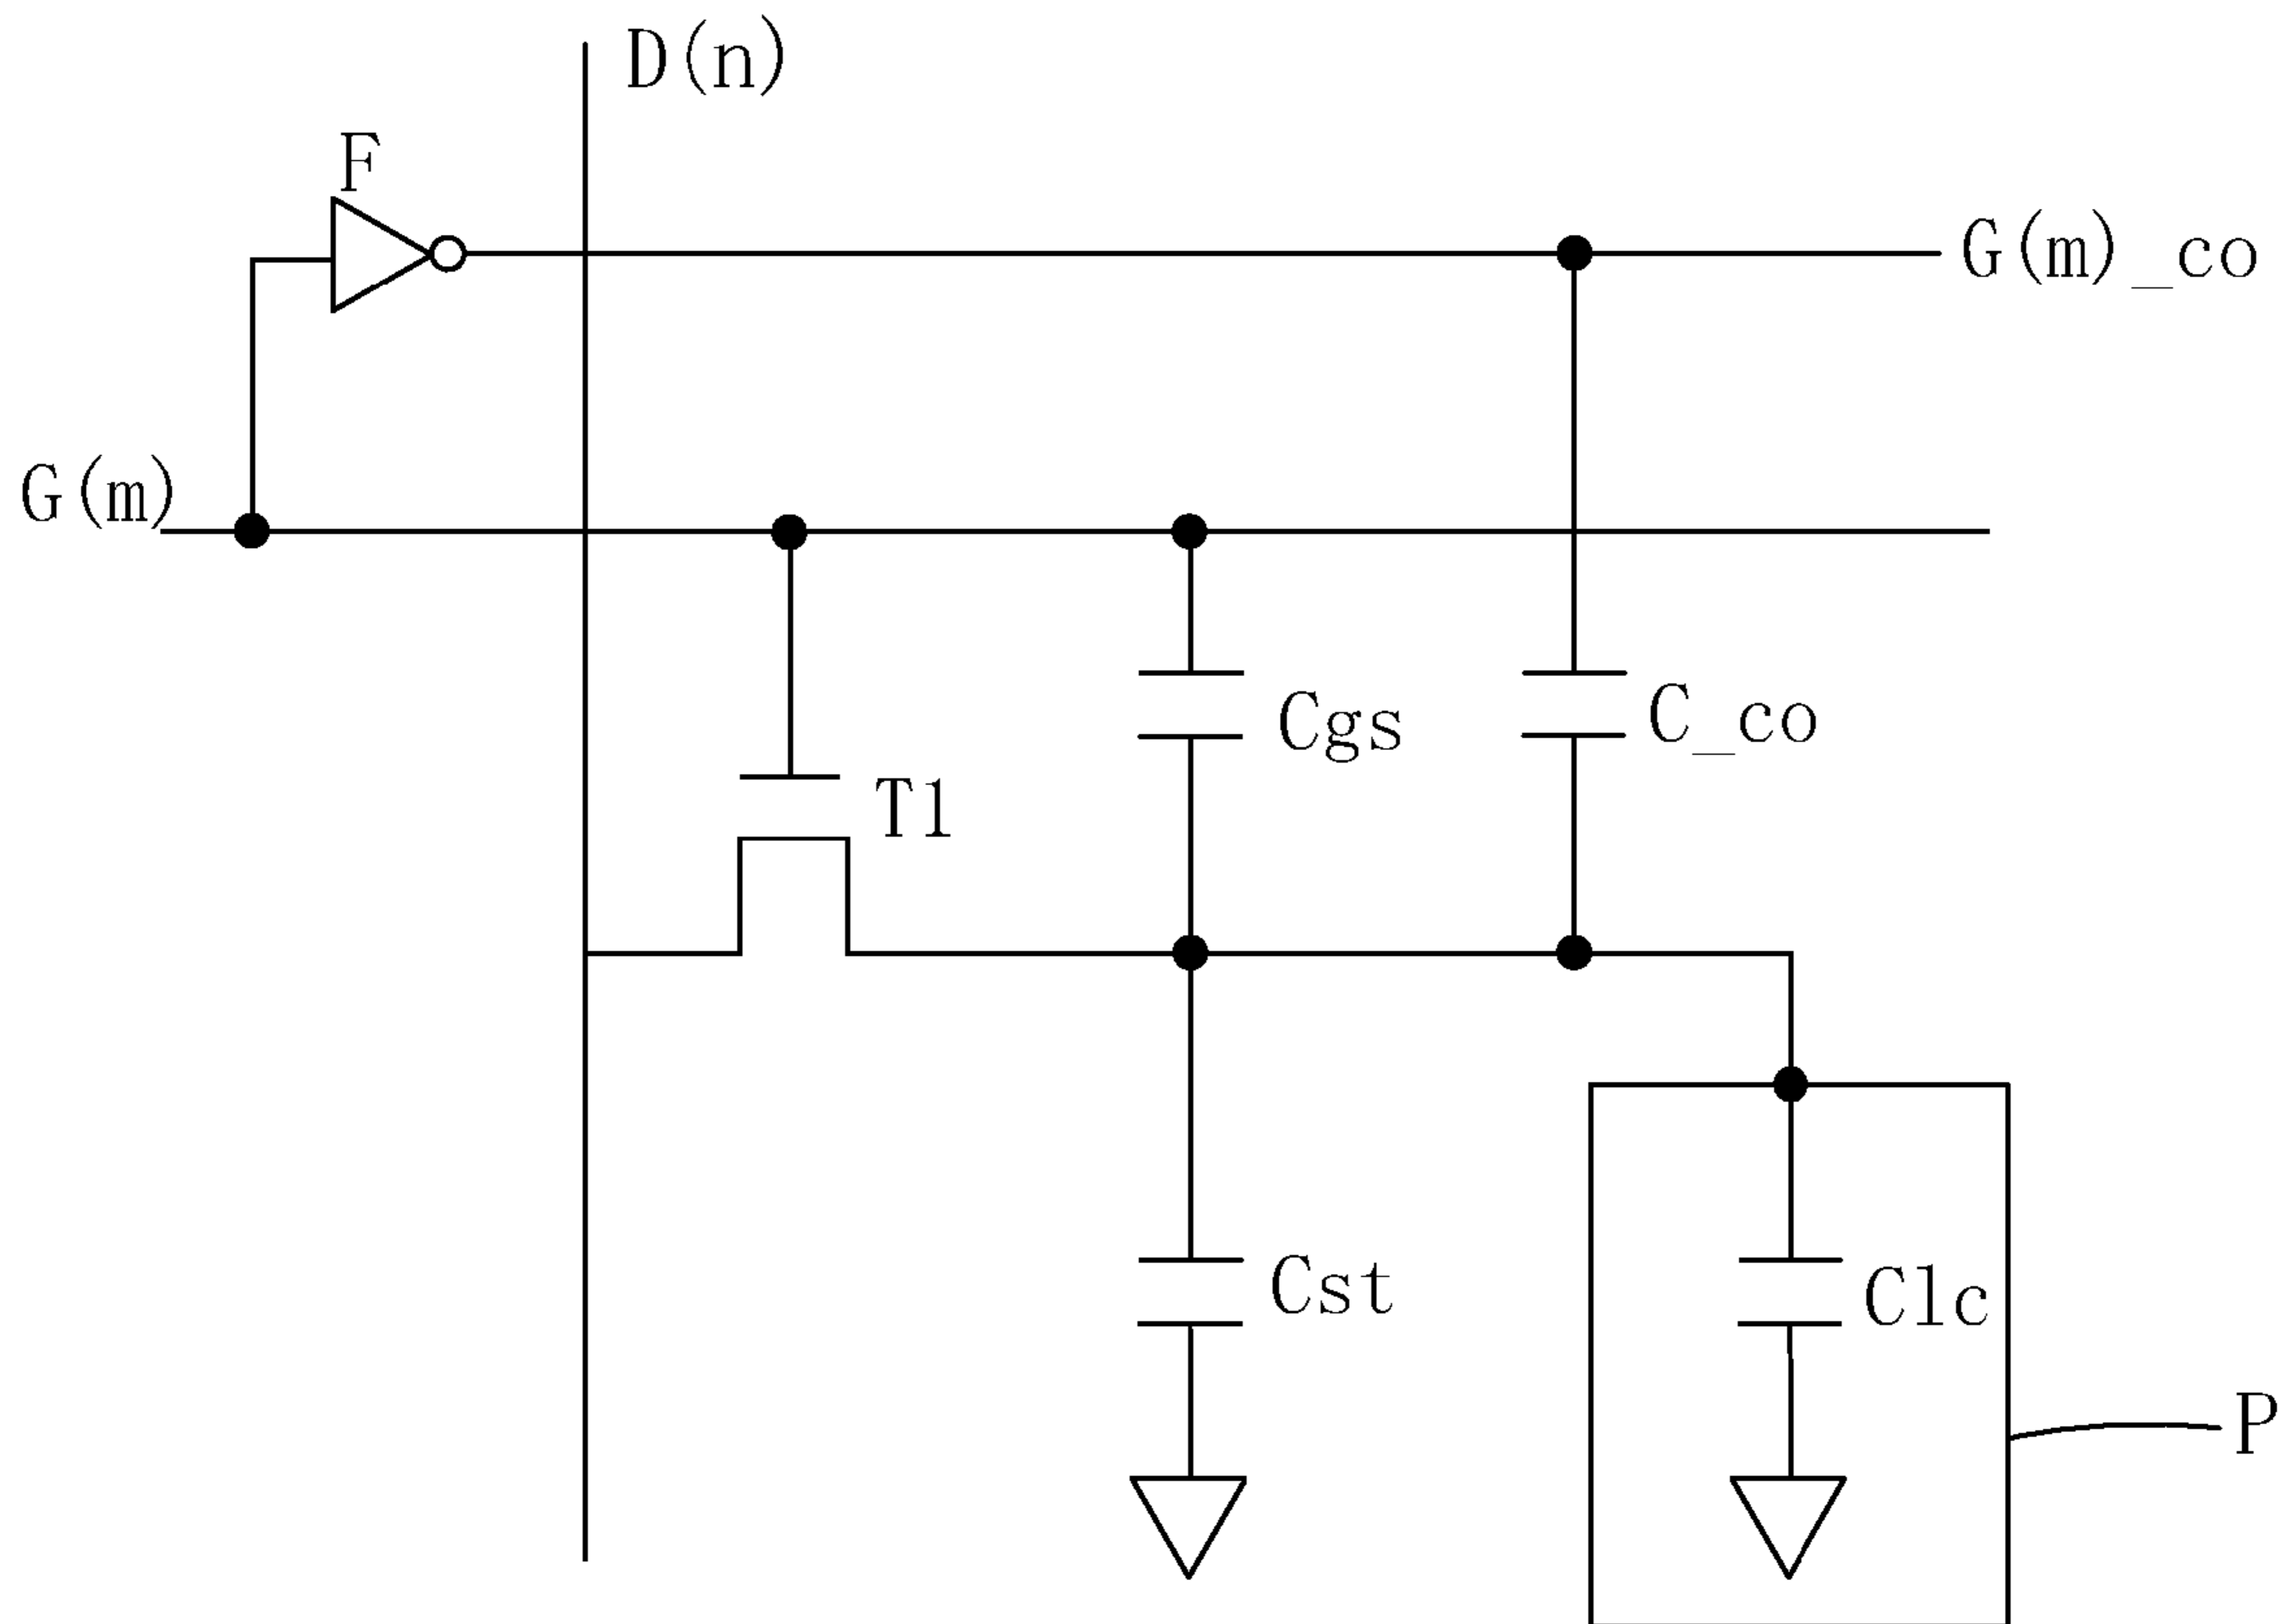 D(n)
F
G(m)_co
G(m)
Cgs
C_co
T1
Cst
Clc
P